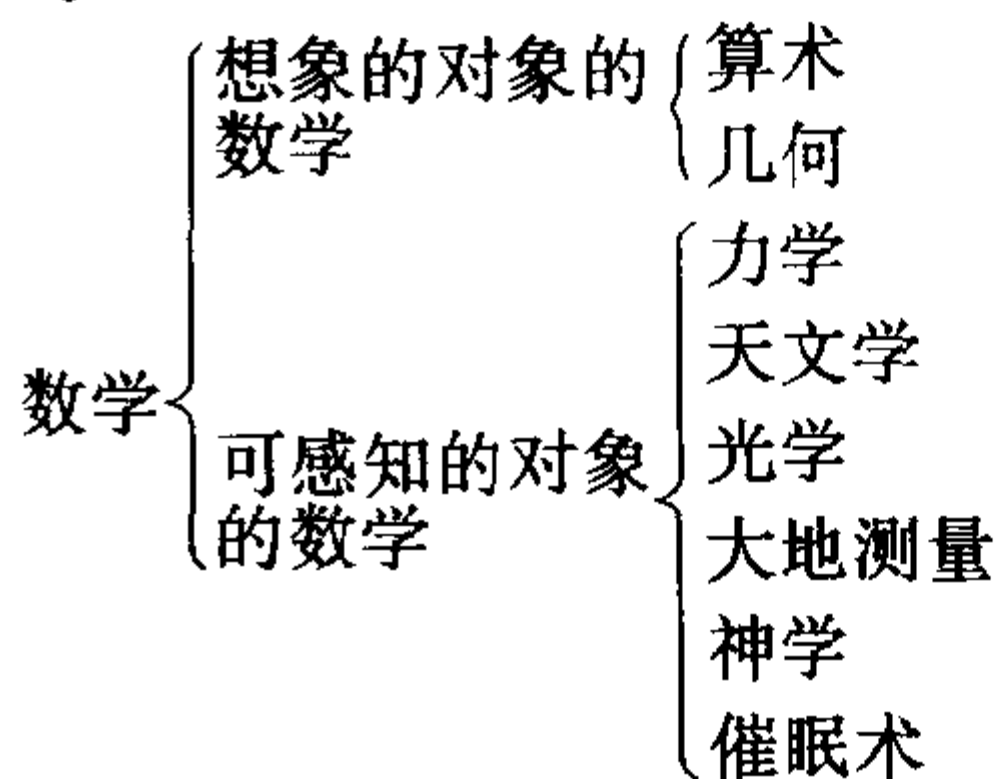 数学
想象的对象的
数学
算术
几何
可感知的对象
的数学
力学
天文学
光学
大地测量
神学
催眠术